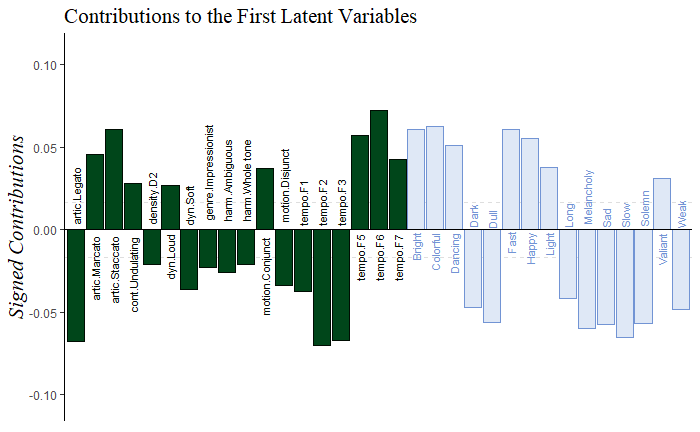 Contributions to the First Latent Variables
Signed Contributions
0.10
0.05
0.00
-0.05
-0.10
artic.Legato
artic.Marcato
artic.Staccato
cont.Undulating
density.D2
dyn.Loud
dyn.Soft
genre.Impressionist
harm.Ambiguous
harm.Whole tone
motion.Conjunct
motion.Disjunct
tempo.F1
tempo.F2
tempo.F3
tempo.F5
tempo.F6
tempo.F7
Bright
Colorful
Dancing
Dark
Dull
Fast
Happy
Light
Long
Melancholy
Sad
Slow
Solemn
Valiant
Weak